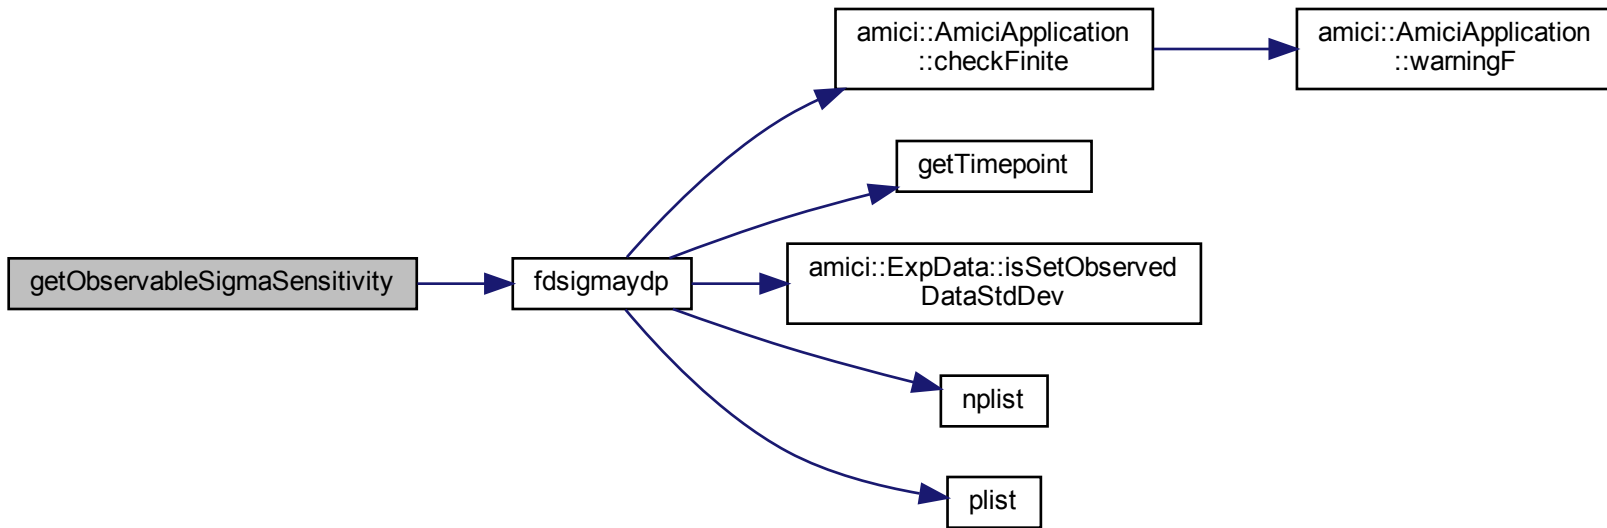 amici::AmiciApplication
::checkFinite
amici::AmiciApplication
::warningF
getTimepoint
getObservableSigmaSensitivity
fdsigmaydp
amici::ExpData::isSetObserved
DataStdDev
nplist
plist